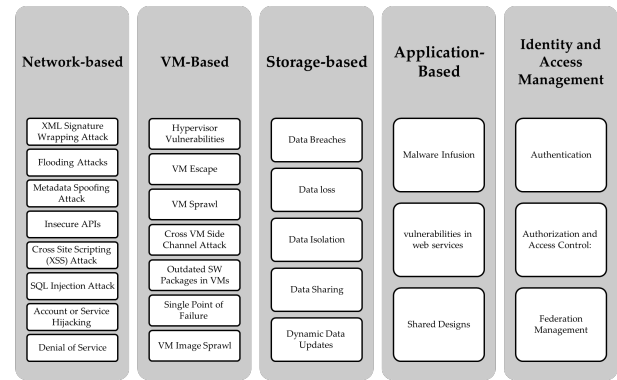 Network-based
XML Signature
Wrapping Attack
Flooding Attacks
Metadata Spoofing
Attack
Insecure APIs
Cross Site Scripting
(XSS) Attack
SQL Injection Attack
Account or Service
Hijacking
Denial of Service
VM-Based
Hypervisor
Vulnerabilities
VM Escape
VM Sprawl
Cross VM Side
Channel Attack
Outdated SW
Packages in VMs
Single Point of
Failure
VM Image Sprawl
Storage-based
Data Breaches
Data loss
Data Isolation
Data Sharing
Dynamic Data
Updates
Application-
Based
Malware Infusion
vulnerabilities in
web services
Shared Designs
Identity and
Access
Management
Authentication
Authorization and
Access Control:
Federation
Management